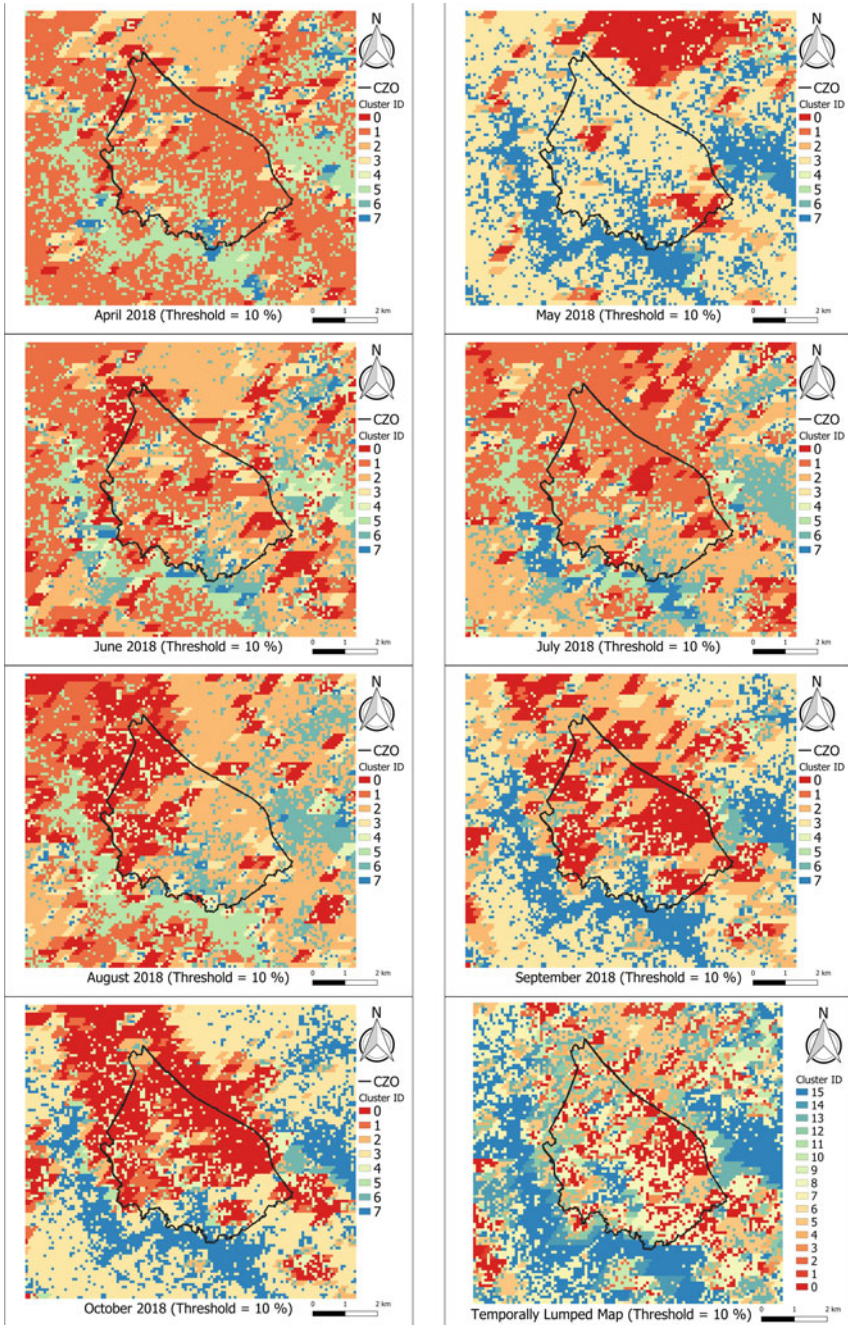 N
CZO
Cluster ID
0
1
2
3
4
5
6
7
April 2018 (Threshold = 10 %)
0 1 2 km
N
CZO
Cluster ID
0
1
2
3
4
5
6
7
May 2018 (Threshold = 10 %)
0 1 2 km
N
CZO
Cluster ID
0
1
2
3
4
5
6
7
June 2018 (Threshold = 10 %)
0 1 2 km
N
CZO
Cluster ID
0
1
2
3
4
5
6
7
July 2018 (Threshold = 10 %)
0 1 2 km
N
CZO
Cluster ID
0
1
2
3
4
5
6
7
August 2018 (Threshold = 10 %)
0 1 2 km
N
CZO
Cluster ID
0
1
2
3
4
5
6
7
September 2018 (Threshold = 10 %)
0 1 2 km
N
CZO
Cluster ID
0
1
2
3
4
5
6
7
October 2018 (Threshold = 10 %)
0 1 2 km
N
Cluster ID
15
14
13
12
11
10
9
8
7
6
5
4
3
2
1
0
Temporally Lumped Map (Threshold = 10 %)
0 1 2 km